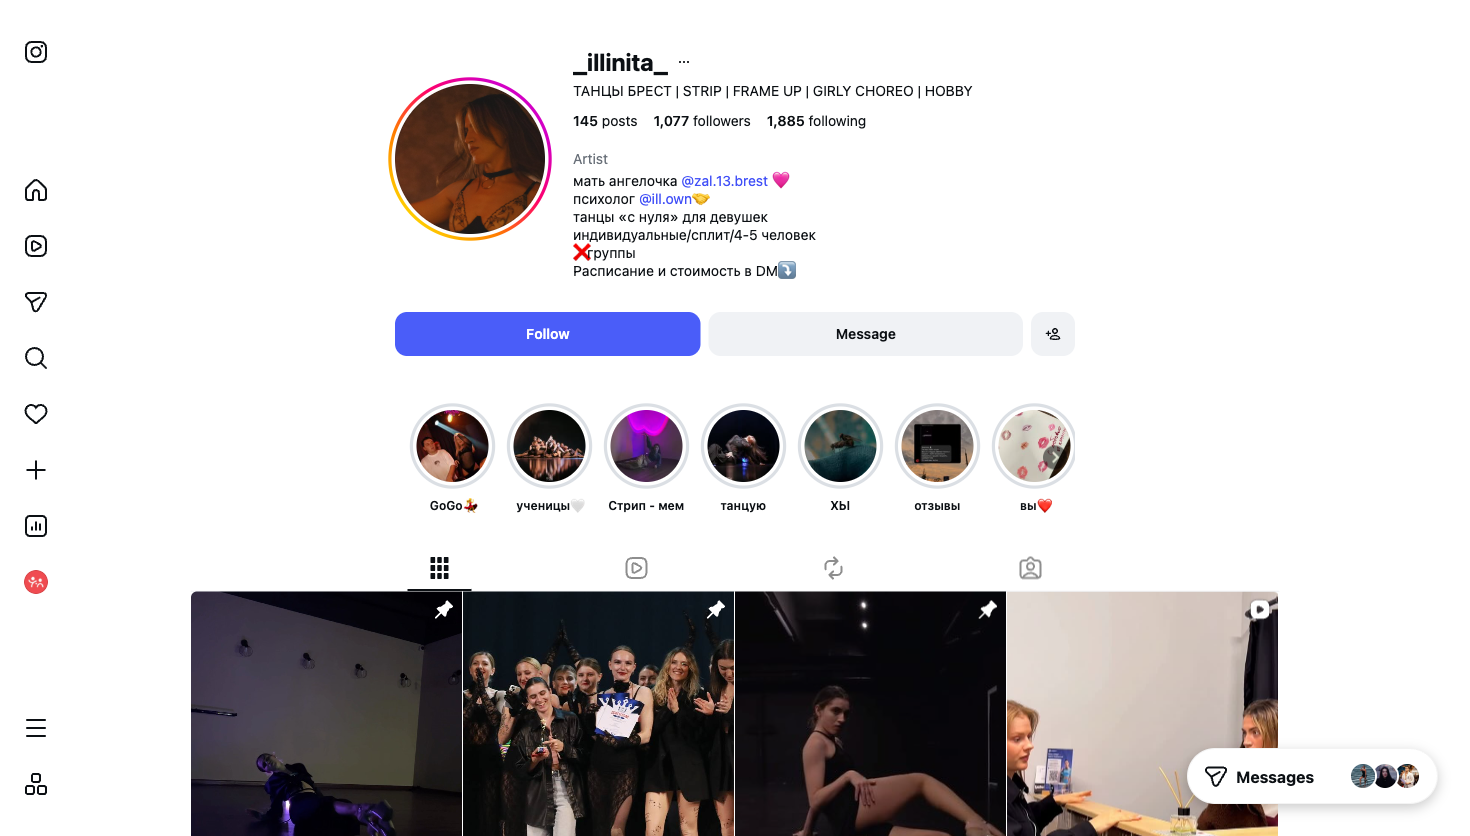 _illinita_ ...
ТАНЦЫ БРЕСТ | STRIP | FRAME UP | GIRLY CHOREO | HOBBY
145 posts 1,077 followers 1,885 following
Artist
мать ангелочка @zal.13.brest 💗
психолог @ill.own🤝
танцы «с нуля» для девушек
индивидуальные/сплит/4-5 человек
❌группы
Расписание и стоимость в DM⤵️
Follow Message
GoGo💃 ученицы🤍 Стрип - мем танцую ХЫ отзывы вы❤️
Messages